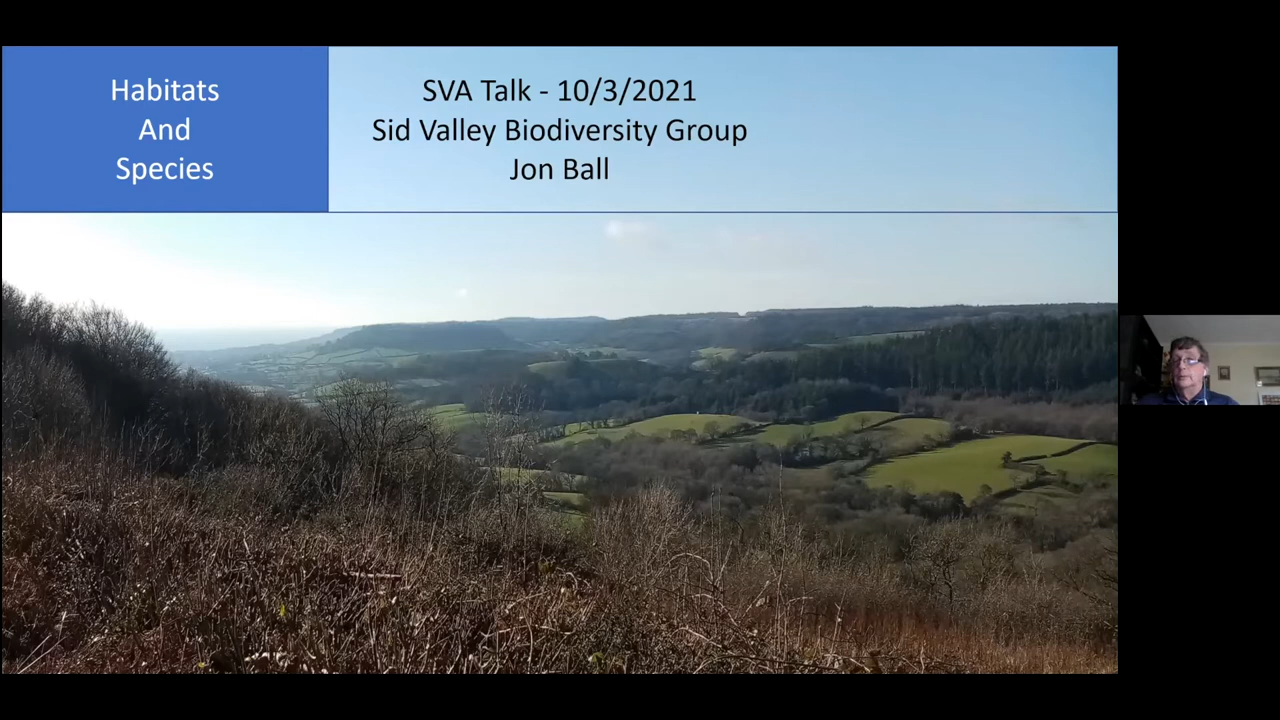 Habitats
And
Species
SVA Talk - 10/3/2021
Sid Valley Biodiversity Group
Jon Ball